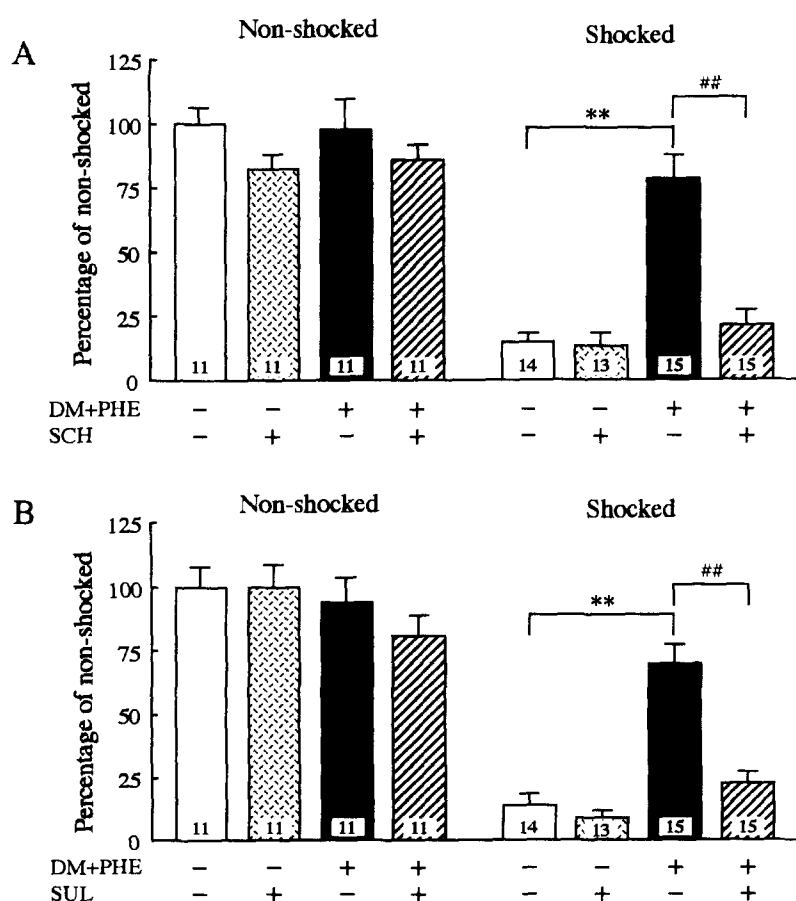 A
Non-shocked Shocked
Percentage of non-shocked
125
100
75
50
25
0
** ##
11 11 11 11 14 13 15 15
DM+PHE − − + + − − + +
SCH − + − + − + − +
B
Non-shocked Shocked
Percentage of non-shocked
125
100
75
50
25
0
** ##
11 11 11 11 14 13 15 15
DM+PHE − − + + − − + +
SUL − + − + − + − +